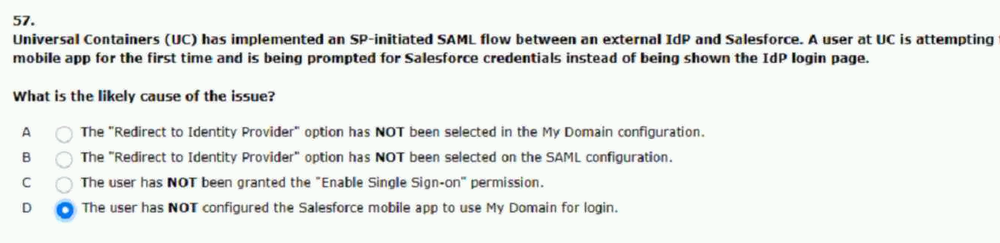 57.
Universal Containers (UC) has implemented an SP-initiated SAML flow between an external IdP and Salesforce. A user at UC is attempting
mobile app for the first time and is being prompted for Salesforce credentials instead of being shown the IdP login page.
What is the likely cause of the issue?
A The "Redirect to Identity Provider" option has NOT been selected in the My Domain configuration.
B The "Redirect to Identity Provider" option has NOT been selected on the SAML configuration.
C The user has NOT been granted the "Enable Single Sign-on" permission.
D The user has NOT configured the Salesforce mobile app to use My Domain for login.